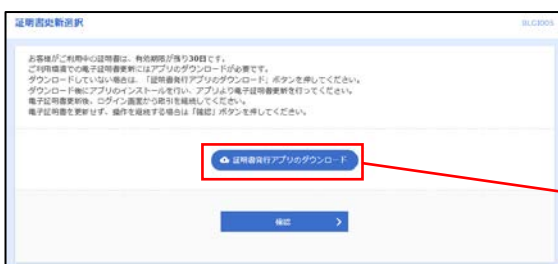 証明書更新選択
BLGI005
お客様がご利用中の証明書は、有効期限が残り30日です。
ご利用環境での電子証明書更新にはアプリのダウンロードが必要です。
ダウンロードしていない場合は、「証明書発行アプリのダウンロード」ボタンを押してください。
ダウンロード後にアプリのインストールを行い、アプリより電子証明書更新を行ってください。
電子証明書更新後、ログイン画面から取引を継続してください。
電子証明書を更新せず、操作を継続する場合は「確認」ボタンを押してください。
証明書発行アプリのダウンロード
確認